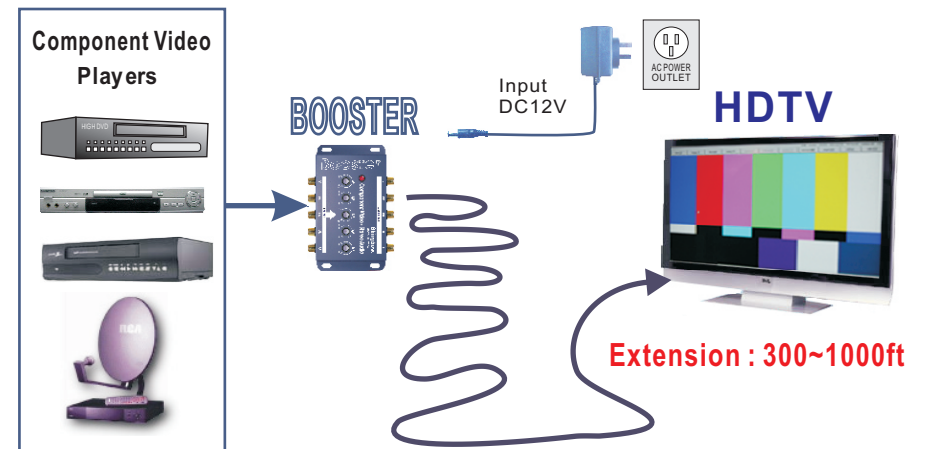 Component Video
Players
HIGH DVD
RCA
BOOSTER
Input
DC12V
AC POWER
OUTLET
HDTV
Extension : 300~1000ft